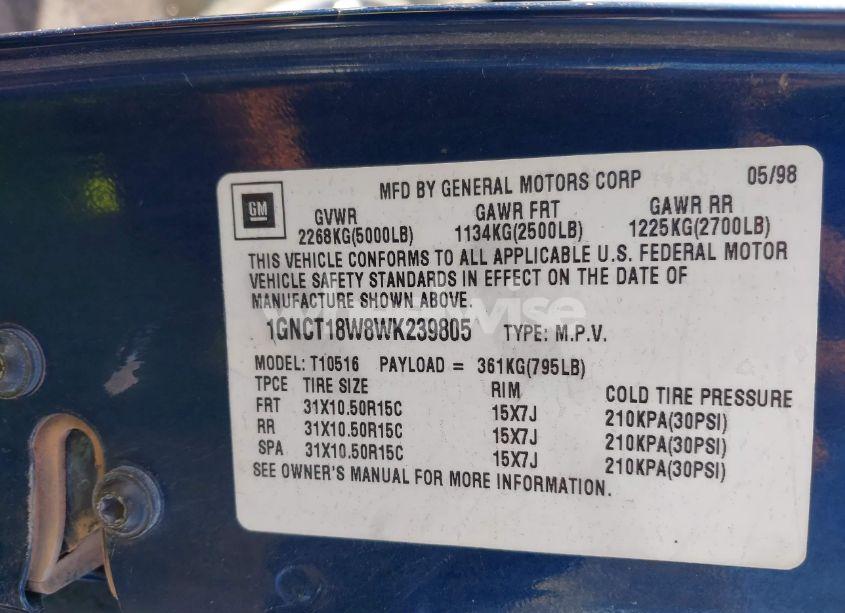 MFD BY GENERAL MOTORS CORP 05/98
GM
GVWR GAWR FRT GAWR RR
2268KG(5000LB) 1134KG(2500LB) 1225KG(2700LB)
THIS VEHICLE CONFORMS TO ALL APPLICABLE U.S. FEDERAL MOTOR
VEHICLE SAFETY STANDARDS IN EFFECT ON THE DATE OF
MANUFACTURE SHOWN ABOVE.
1GNCT18W8WK239805 TYPE: M.P.V.
MODEL: T10516 PAYLOAD = 361KG(795LB)
TPCE TIRE SIZE RIM COLD TIRE PRESSURE
FRT 31X10.50R15C 15X7J 210KPA(30PSI)
RR 31X10.50R15C 15X7J 210KPA(30PSI)
SPA 31X10.50R15C 15X7J 210KPA(30PSI)
SEE OWNER'S MANUAL FOR MORE INFORMATION.